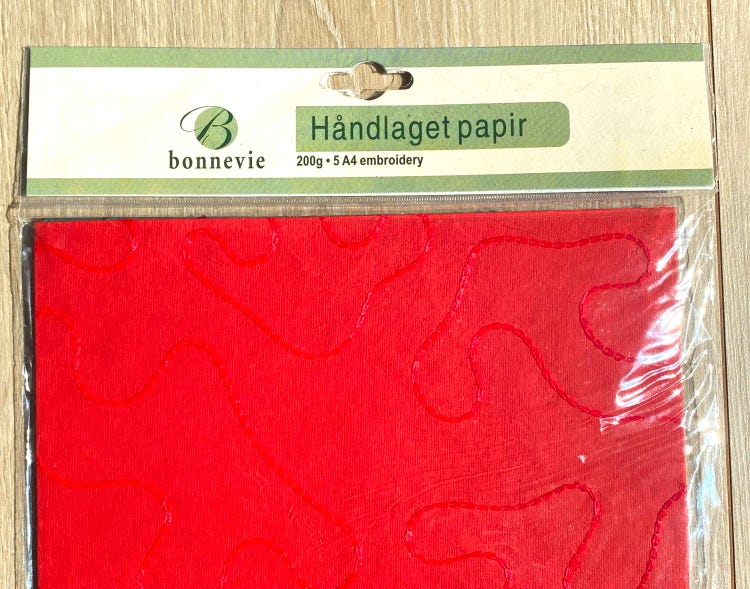 B
bonnevie
Håndlaget papir
200g • 5 A4 embroidery